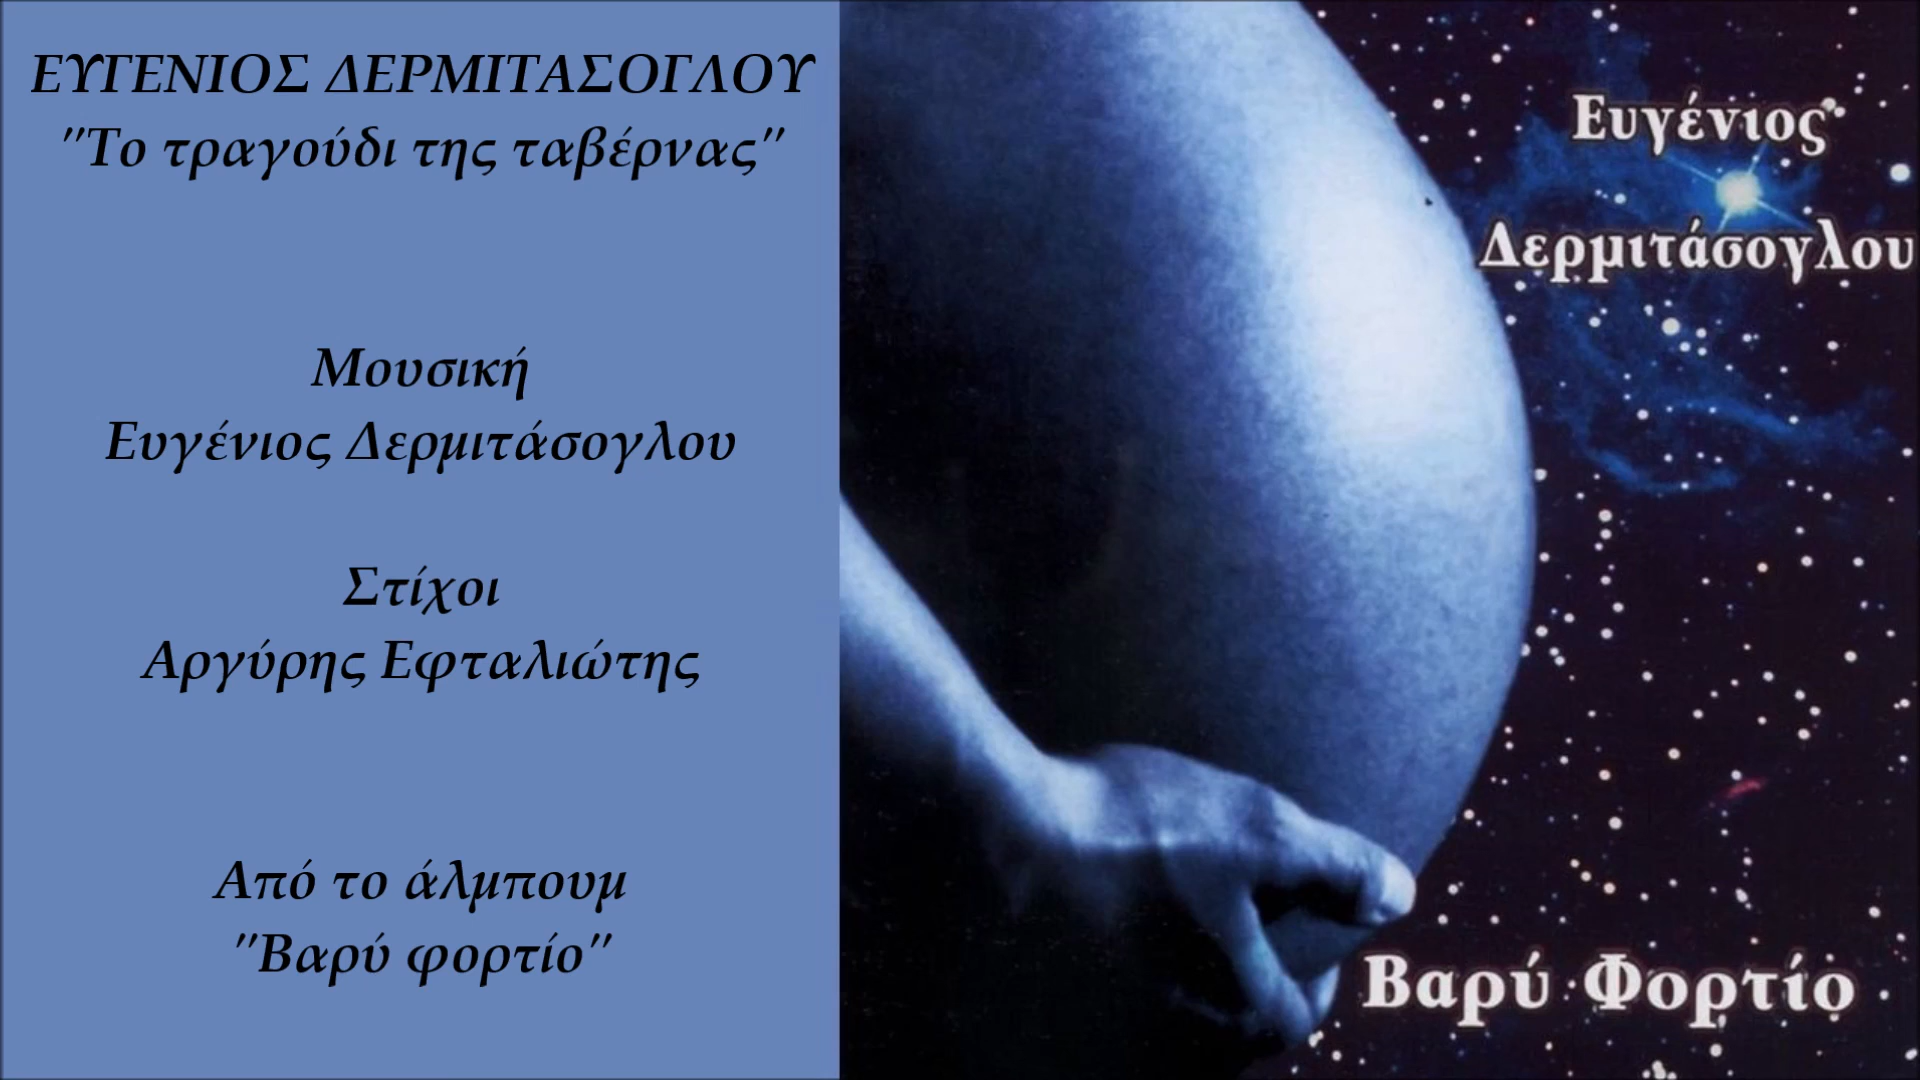 ΕΥΓΕΝΙΟΣ ΔΕΡΜΙΤΑΣΟΓΛΟΥ
"Το τραγούδι της ταβέρνας"
Μουσική
Ευγένιος Δερμιτάσογλου
Στίχοι
Αργύρης Εφταλιώτης
Από το άλμπουμ
"Βαρύ φορτίο"
Ευγένιος
Δερμιτάσογλου
Βαρύ Φορτίο